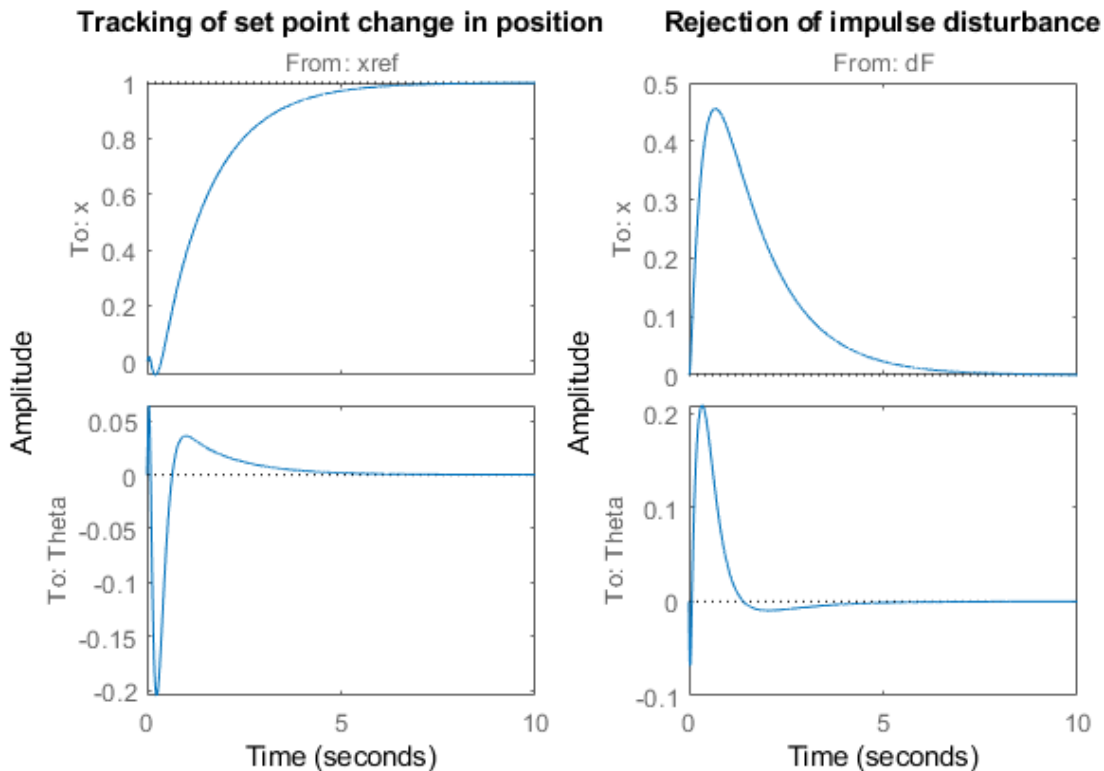 Tracking of set point change in position
From: xref
To: x
1
0.8
0.6
0.4
0.2
0
To: Theta
0.05
0
-0.05
-0.1
-0.15
-0.2
0
5
10
Amplitude
Time (seconds)
Rejection of impulse disturbance
From: dF
To: x
0.5
0.4
0.3
0.2
0.1
0
To: Theta
0.2
0.1
0
-0.1
0
5
10
Amplitude
Time (seconds)